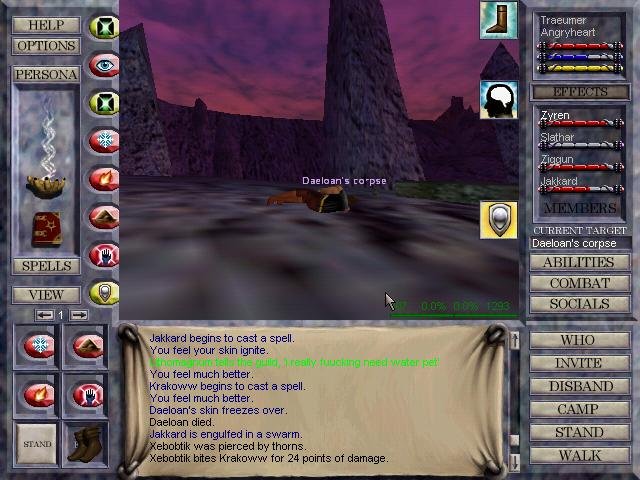 HELP
OPTIONS
PERSONA
SPELLS
VIEW
1
STAND
Daeloan's corpse
0.0% 0.0% 1293
Jakkard begins to cast a spell.
You feel your skin ignite.
tells the guild, 'i really fuucking need water pet'
You feel much better.
Krakoww begins to cast a spell.
You feel much better.
Daeloan's skin freezes over.
Daeloan died.
Jakkard is engulfed in a swarm.
Xebobtik was pierced by thorns.
Xebobtik bites Krakoww for 24 points of damage.
Traeumer
Angryheart
EFFECTS
Zyren
Slathar
Ziggun
Jakkard
MEMBERS
CURRENT TARGET
Daeloan's corpse
ABILITIES
COMBAT
SOCIALS
WHO
INVITE
DISBAND
CAMP
STAND
WALK